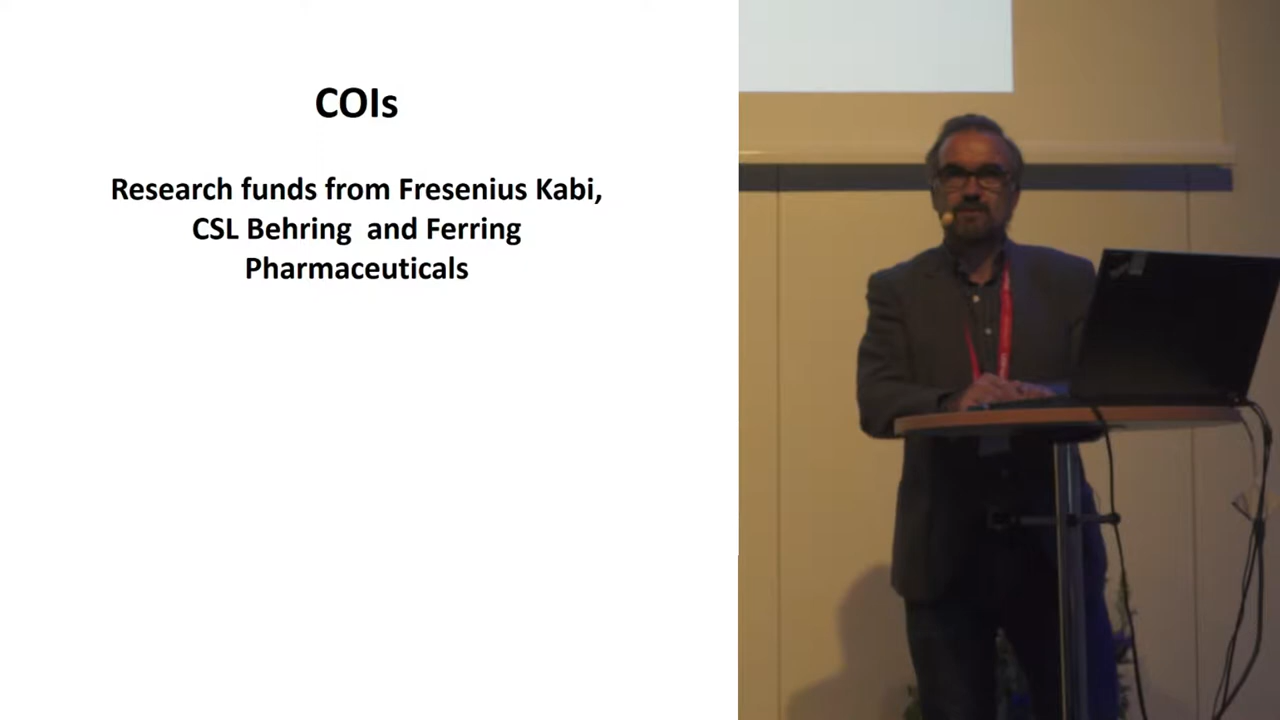 COIs
Research funds from Fresenius Kabi,
CSL Behring  and Ferring
Pharmaceuticals